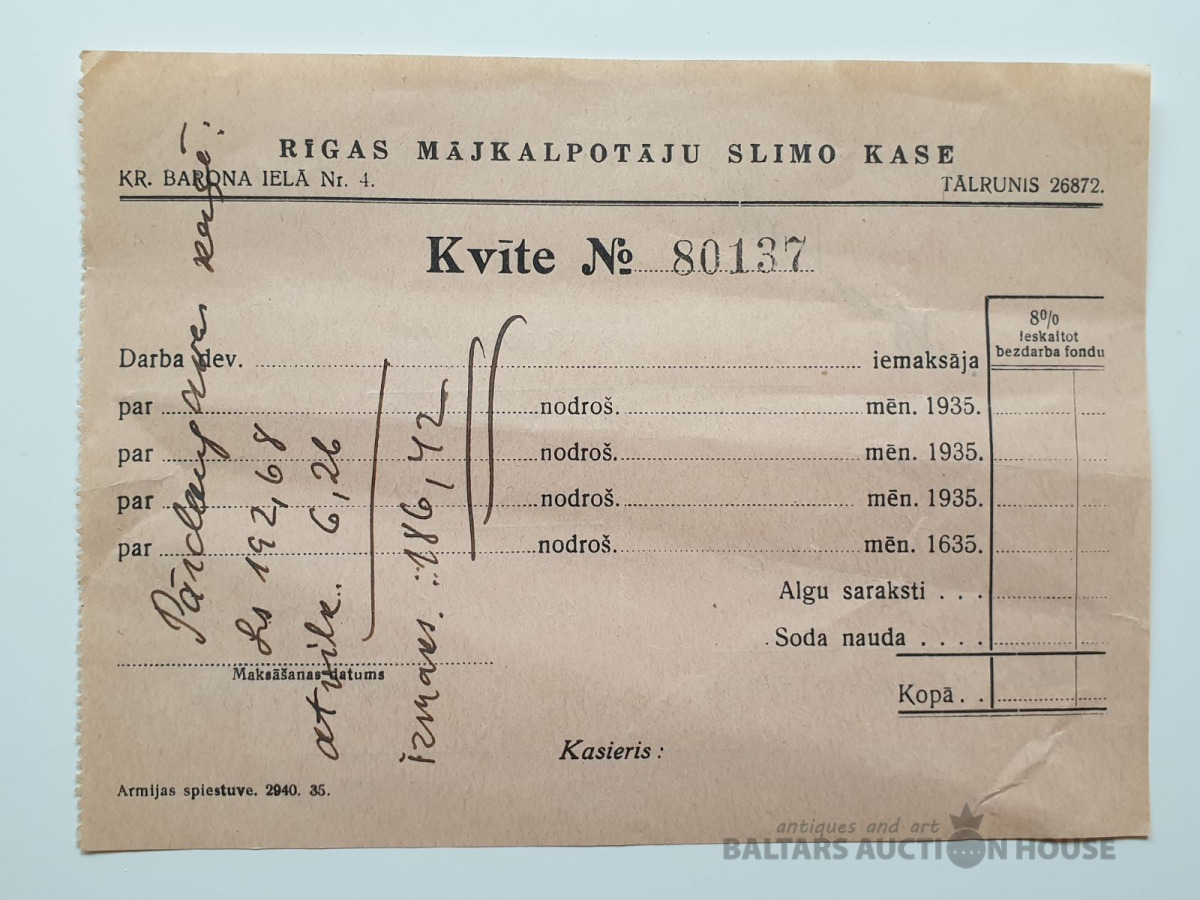 RĪGAS MĀJKALPOTĀJU SLIMO KASE
KR. BARONA IELĀ Nr. 4. TĀLRUNIS 26872.
Kvīte № 80137
8% ieskaitot bezdarba fondu
Darba dev. iemaksāja
par nodroš. mēn. 1935.
par nodroš. mēn. 1935.
par nodroš. mēn. 1935.
par nodroš. mēn. 1635.
Algu saraksti . . .
Soda nauda . . . .
Maksāšanas datums
Kopā . .
Kasieris :
Armijas spiestuve. 2940. 35.
Pārdaugavas
Ls 192,68
atvilk. 6,26
izmaks. : 186,42
antiques and art
BALTARS AUCTION HOUSE